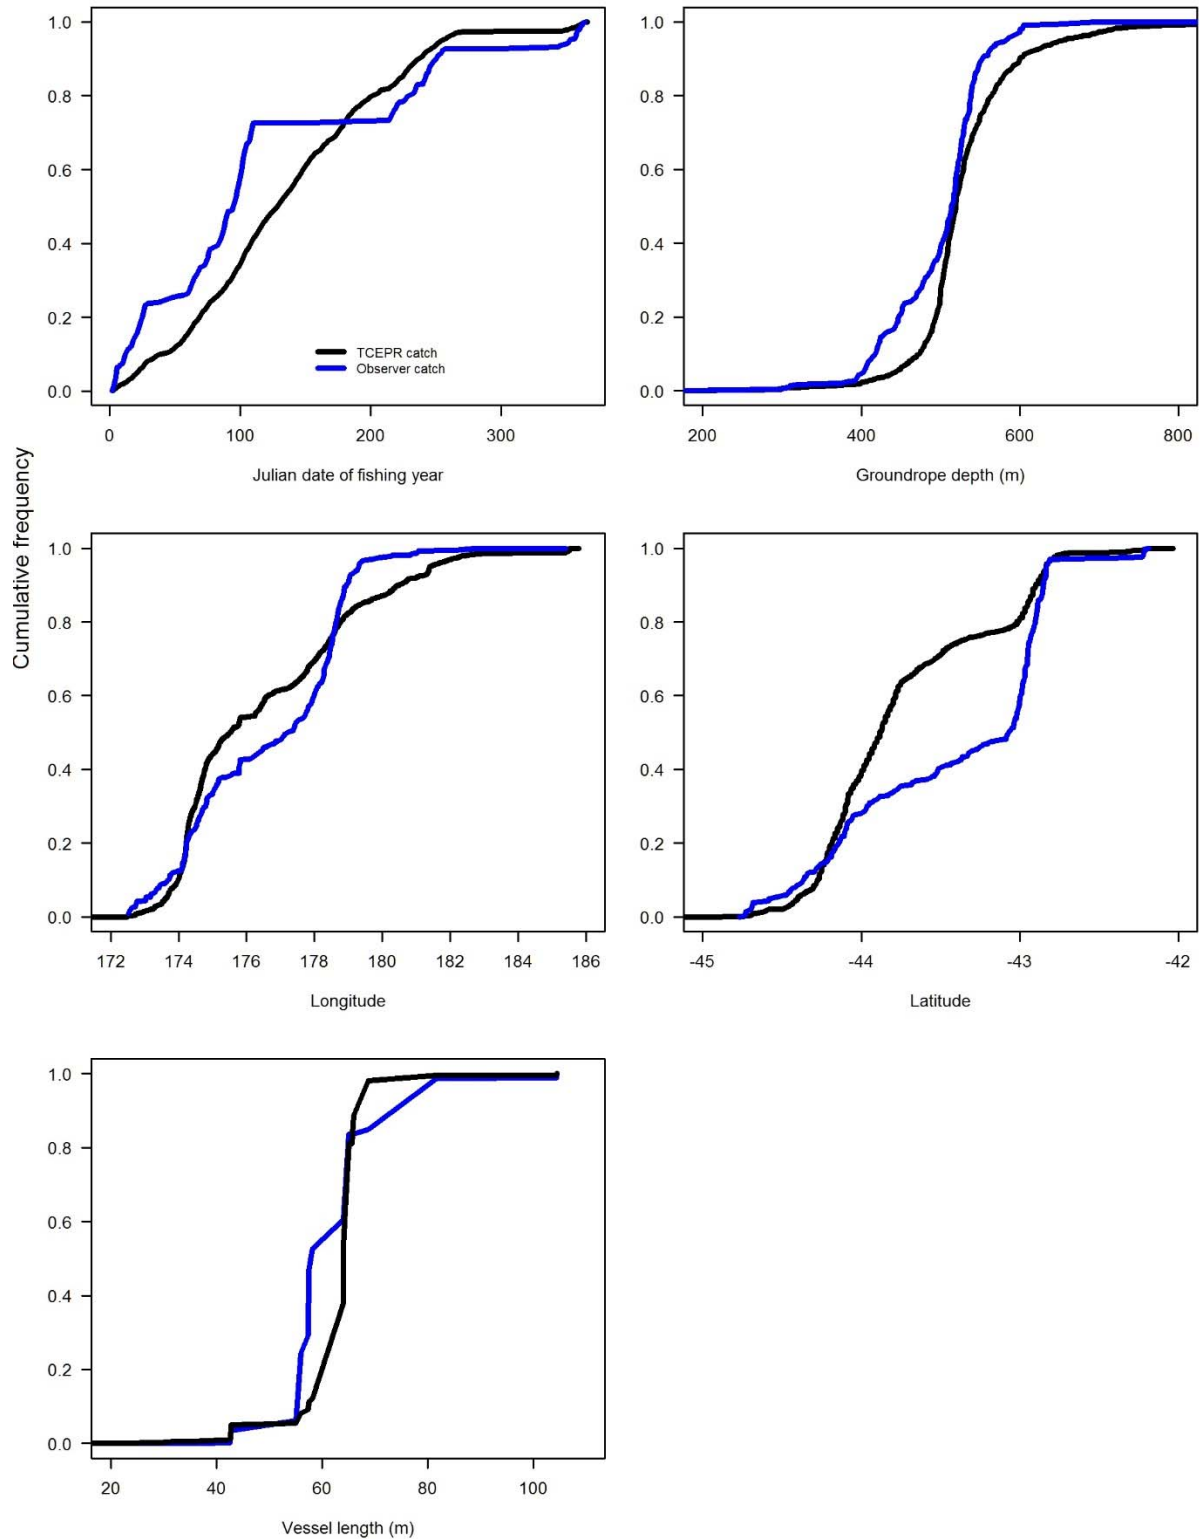 1.0
0.8
0.6
0.4
0.2
0.0
TCEPR catch
Observer catch
0 100 200 300
Julian date of fishing year
1.0
0.8
0.6
0.4
0.2
0.0
200 400 600 800
Groundrope depth (m)
Cumulative frequency
1.0
0.8
0.6
0.4
0.2
0.0
172 174 176 178 180 182 184 186
Longitude
1.0
0.8
0.6
0.4
0.2
0.0
-45 -44 -43 -42
Latitude
1.0
0.8
0.6
0.4
0.2
0.0
20 40 60 80 100
Vessel length (m)